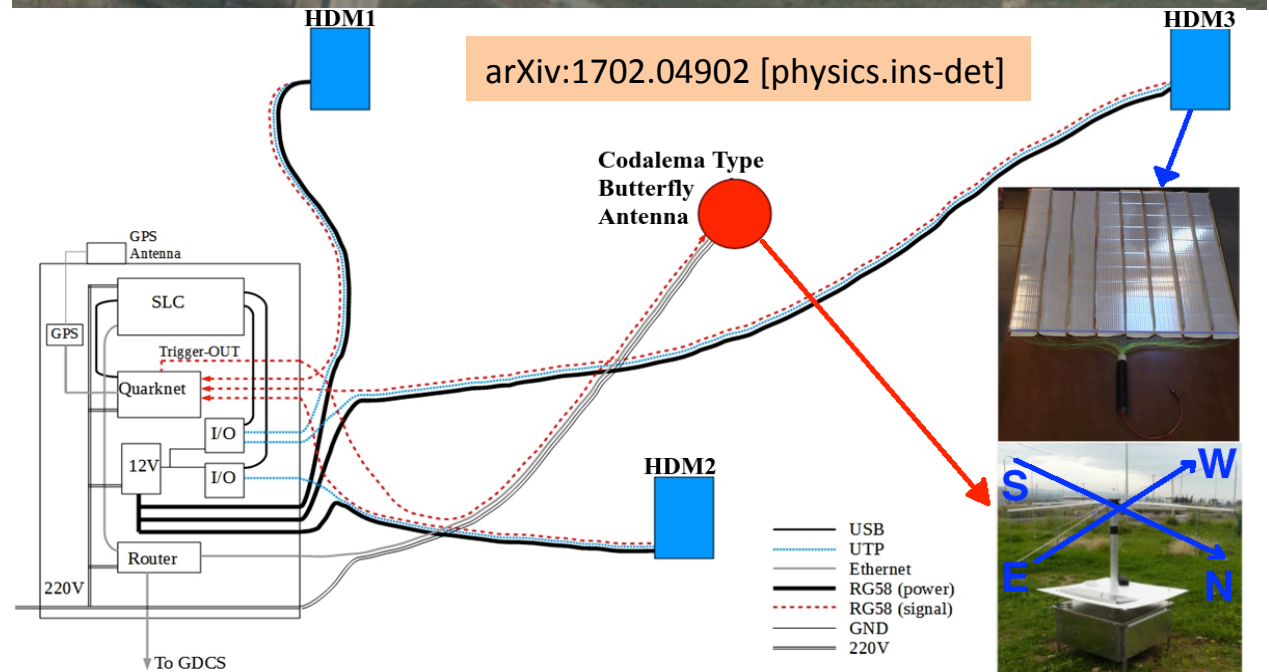 HDM1
HDM3
arXiv:1702.04902 [physics.ins-det]
Codalema Type
Butterfly
Antenna
GPS
Antenna
SLC
GPS
Trigger-OUT
Quarknet
I/O
12V
I/O
HDM2
Router
220V
To GDCS
USB
UTP
Ethernet
RG58 (power)
RG58 (signal)
GND
220V
S
W
E
N